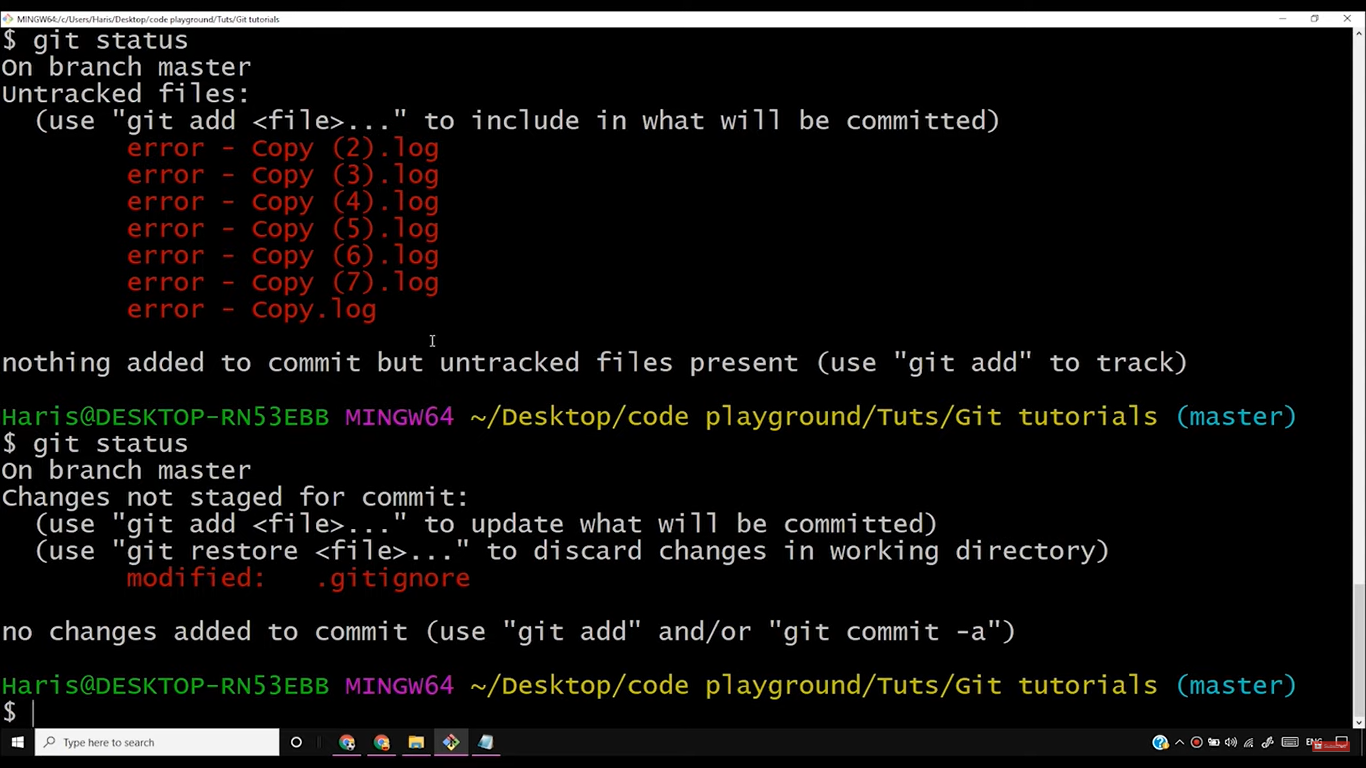 MINGW64:/c/Users/Haris/Desktop/code playground/Tuts/Git tutorials
$ git status
On branch master
Untracked files:
(use "git add <file>..." to include in what will be committed)
error - Copy (2).log
error - Copy (3).log
error - Copy (4).log
error - Copy (5).log
error - Copy (6).log
error - Copy (7).log
error - Copy.log
nothing added to commit but untracked files present (use "git add" to track)
Haris@DESKTOP-RN53EBB MINGW64 ~/Desktop/code playground/Tuts/Git tutorials (master)
$ git status
On branch master
Changes not staged for commit:
(use "git add <file>..." to update what will be committed)
(use "git restore <file>..." to discard changes in working directory)
modified: .gitignore
no changes added to commit (use "git add" and/or "git commit -a")
Haris@DESKTOP-RN53EBB MINGW64 ~/Desktop/code playground/Tuts/Git tutorials (master)
$
Type here to search
ENG